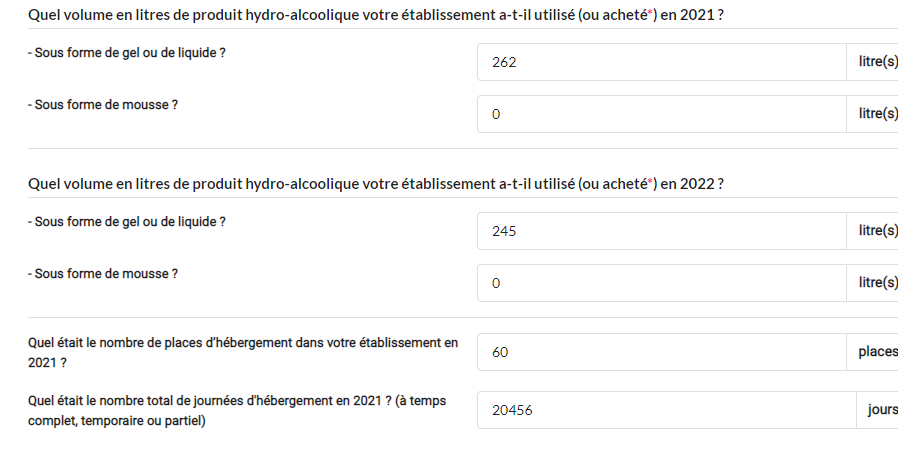 Quel volume en litres de produit hydro-alcoolique votre établissement a-t-il utilisé (ou acheté*) en 2021 ?
- Sous forme de gel ou de liquide ?
262
litre(s)
- Sous forme de mousse ?
0
litre(s)
Quel volume en litres de produit hydro-alcoolique votre établissement a-t-il utilisé (ou acheté*) en 2022 ?
- Sous forme de gel ou de liquide ?
245
litre(s)
- Sous forme de mousse ?
0
litre(s)
Quel était le nombre de places d'hébergement dans votre établissement en
2021 ?
60
places
Quel était le nombre total de journées d'hébergement en 2021 ? (à temps
complet, temporaire ou partiel)
20456
jours